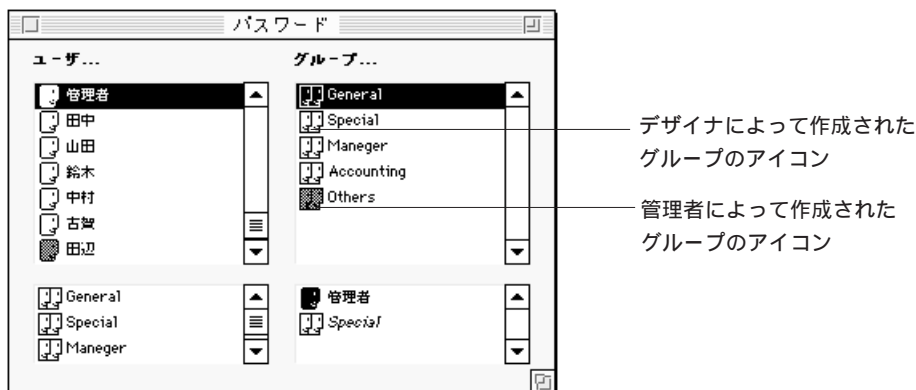 パスワード
ユーザ...
管理者
田中
山田
鈴木
中村
古賀
田辺
グループ...
General
Special
Maneger
Accounting
Others
General
Special
Maneger
管理者
Special
デザイナによって作成された
グループのアイコン
管理者によって作成された
グループのアイコン